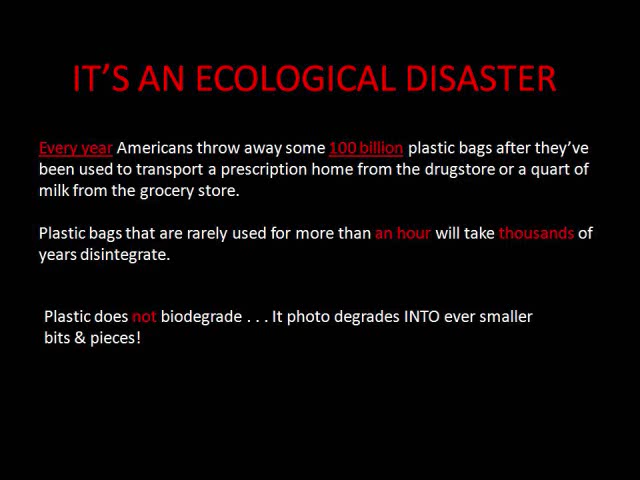 IT’S AN ECOLOGICAL DISASTER
Every year Americans throw away some 100 billion plastic bags after they’ve
been used to transport a prescription home from the drugstore or a quart of
milk from the grocery store.
Plastic bags that are rarely used for more than an hour will take thousands of
years disintegrate.
Plastic does not biodegrade . . . It photo degrades INTO ever smaller
bits & pieces!